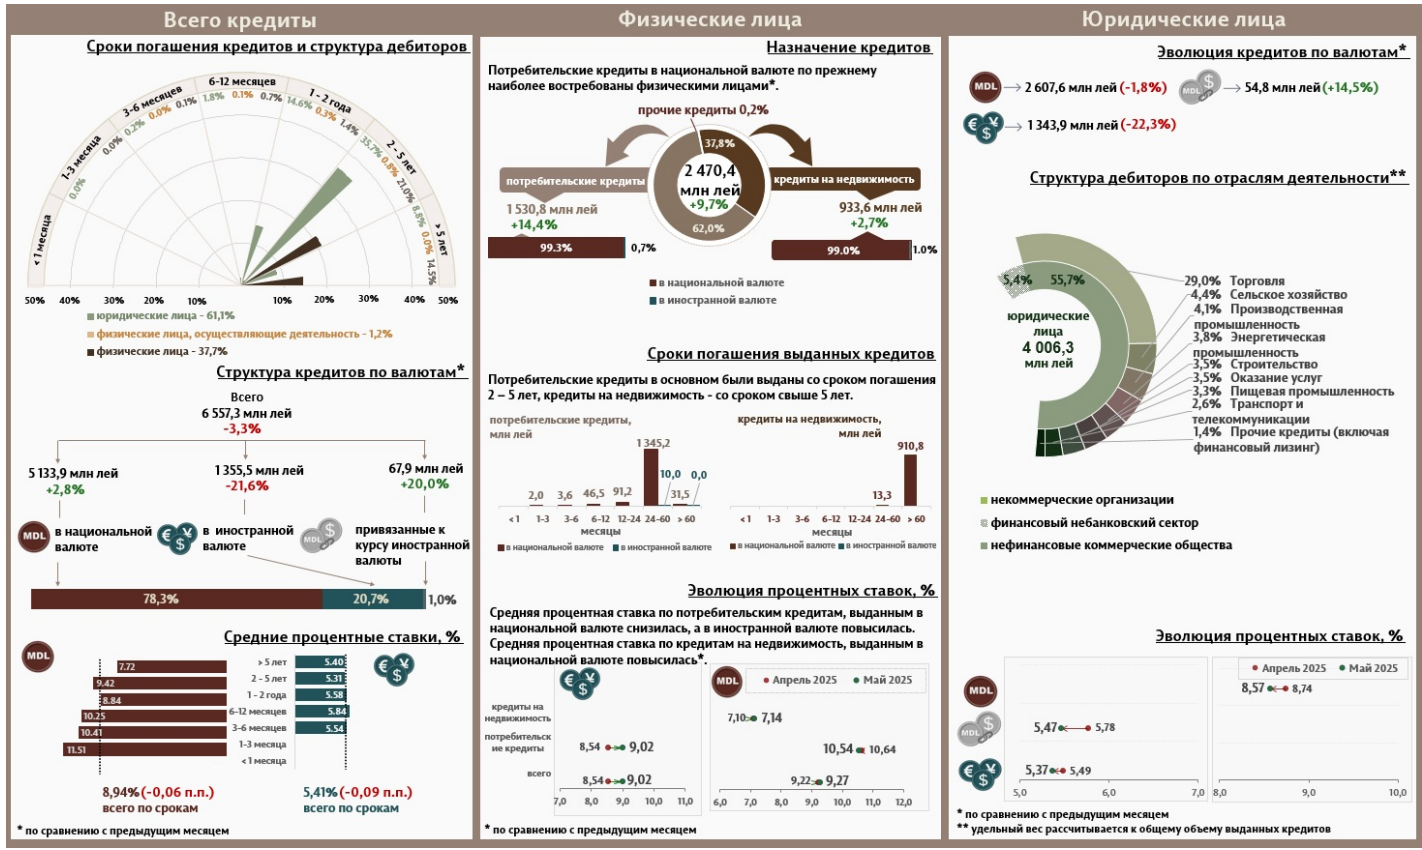 Всего кредиты
Сроки погашения кредитов и структура дебиторов
< 1 месяца
1-3 месяца
3-6 месяцев
6-12 месяцев
1 - 2 года
2 - 5 лет
> 5 лет
0.0%
0.0%
0.2%
0.0%
0.1%
1.8%
0.1%
0.7%
14.6%
0.3%
1.4%
35.7%
0.8%
21.0%
8.8%
0.0%
14.5%
50% 40% 30% 20% 10% 10% 20% 30% 40% 50%
юридические лица - 61,1%
физические лица, осуществляющие деятельность - 1,2%
физические лица - 37,7%
Структура кредитов по валютам*
Всего
6 557,3 млн лей
-3,3%
5 133,9 млн лей
+2,8%
1 355,5 млн лей
-21,6%
67,9 млн лей
+20,0%
MDL
в национальной
валюте
€ ¥ $
в иностранной
валюте
MDL $
привязанные к
курсу иностранной
валюты
78,3% 20,7% 1,0%
Средние процентные ставки, %
MDL
€ ¥ $
7.72 > 5 лет 5.40
9.42 2 - 5 лет 5.31
8.84 1 - 2 года 5.58
10.25 6-12 месяцев 5.84
10.41 3-6 месяцев 5.54
11.51 1-3 месяца
< 1 месяца
8,94% (-0,06 п.п.)
всего по срокам
5,41% (-0,09 п.п.)
всего по срокам
* по сравнению с предыдущим месяцем
Физические лица
Назначение кредитов
Потребительские кредиты в национальной валюте по прежнему
наиболее востребованы физическими лицами*.
прочие кредиты 0,2%
37,8%
2 470,4
млн лей
+9,7%
62,0%
потребительские кредиты
1 530,8 млн лей
+14,4%
99.3% 0,7%
кредиты на недвижимость
933,6 млн лей
+2,7%
99.0% 1.0%
в национальной валюте
в иностранной валюте
Сроки погашения выданных кредитов
Потребительские кредиты в основном были выданы со сроком погашения
2 – 5 лет, кредиты на недвижимость - со сроком свыше 5 лет.
потребительские кредиты,
млн лей
1 345,2
2,0 3,6 46,5 91,2 10,0 31,5 0,0
< 1 1-3 3-6 6-12 12-24 24-60 > 60
месяцы
в национальной валюте в иностранной валюте
кредиты на недвижимость,
млн лей
910,8
13,3
< 1 1-3 3-6 6-12 12-24 24-60 > 60
месяцы
в национальной валюте в иностранной валюте
Эволюция процентных ставок, %
Средняя процентная ставка по потребительским кредитам, выданным в
национальной валюте снизилась, а в иностранной валюте повысилась.
Средняя процентная ставка по кредитам на недвижимость, выданным в
национальной валюте повысилась*.
€ ¥ $
MDL
Апрель 2025 Май 2025
кредиты на
недвижимость
7,10 7,14
потребительск
ие кредиты
8,54 9,02
10,54 10,64
всего
8,54 9,02
9,22 9,27
7,0 8,0 9,0 10,0 11,0
6,0 7,0 8,0 9,0 10,0 11,0 12,0
* по сравнению с предыдущим месяцем
Юридические лица
Эволюция кредитов по валютам*
MDL 2 607,6 млн лей (-1,8%)
MDL $ 54,8 млн лей (+14,5%)
€ ¥ $ 1 343,9 млн лей (-22,3%)
Структура дебиторов по отраслям деятельности**
5,4% 55,7%
юридические
лица
4 006,3
млн лей
29,0% Торговля
4,4% Сельское хозяйство
4,1% Производственная
промышленность
3,8% Энергетическая
промышленность
3,5% Строительство
3,5% Оказание услуг
3,3% Пищевая промышленность
2,6% Транспорт и
телекоммуникации
1,4% Прочие кредиты (включая
финансовый лизинг)
некоммерческие организации
финансовый небанковский сектор
нефинансовые коммерческие общества
Эволюция процентных ставок, %
Апрель 2025 Май 2025
MDL
8,57 8,74
MDL $
5,47 5,78
€ ¥ $
5,37 5,49
5,0 6,0 7,0
8,0 9,0 10,0
* по сравнению с предыдущим месяцем
** удельный вес рассчитывается к общему объему выданных кредитов